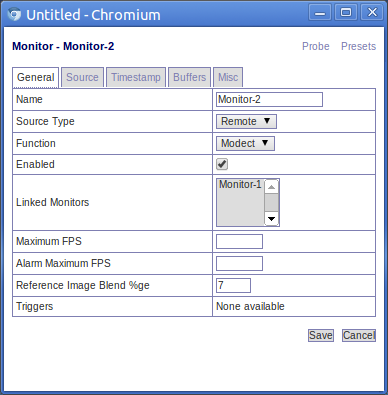 Untitled - Chromium
Monitor - Monitor-2 Probe Presets
General Source Timestamp Buffers Misc
Name Monitor-2
Source Type Remote
Function Modect
Enabled
Linked Monitors Monitor-1
Maximum FPS
Alarm Maximum FPS
Reference Image Blend %ge 7
Triggers None available
Save Cancel